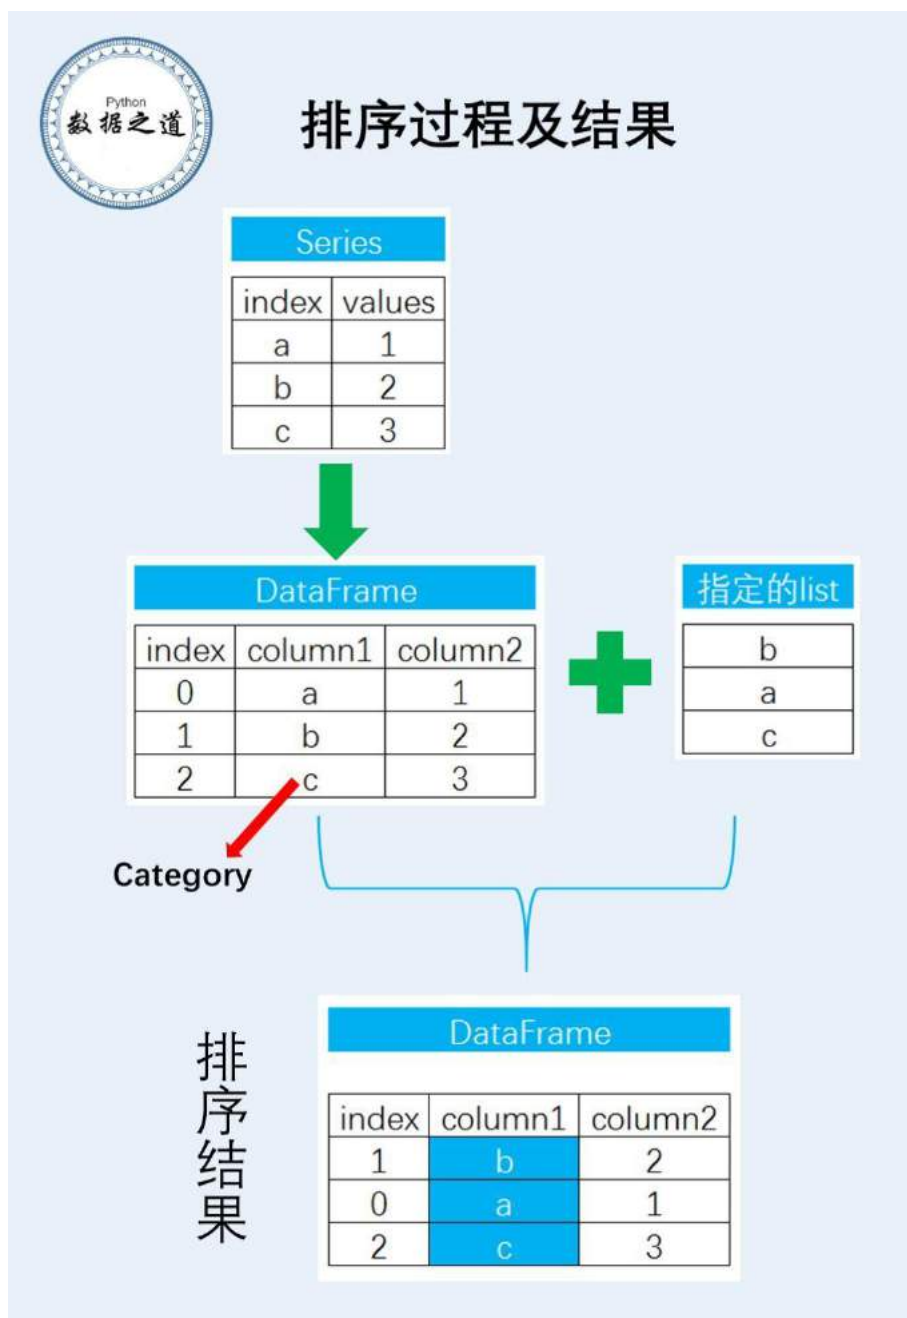 Python
数据之道
排序过程及结果
Series
index values
a 1
b 2
c 3
DataFrame
index column1 column2
0 a 1
1 b 2
2 c 3
指定的list
b
a
c
Category
排序结果
DataFrame
index column1 column2
1 b 2
0 a 1
2 c 3